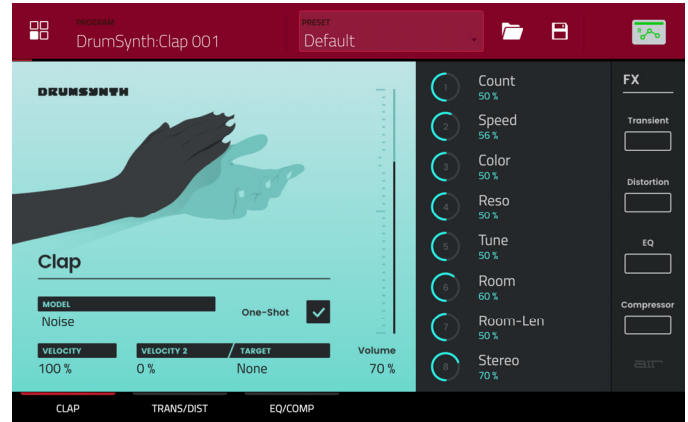 PROGRAM
DrumSynth:Clap 001
PRESET
Default
R
DRUMSYNTH
Clap
MODEL
Noise
One-Shot
VELOCITY
100 %
VELOCITY 2
0 %
TARGET
None
Volume
70 %
1
Count
50 %
2
Speed
56 %
3
Color
50 %
4
Reso
50 %
5
Tune
50 %
6
Room
60 %
7
Room-Len
50 %
8
Stereo
70 %
FX
Transient
Distortion
EQ
Compressor
air
CLAP
TRANS/DIST
EQ/COMP